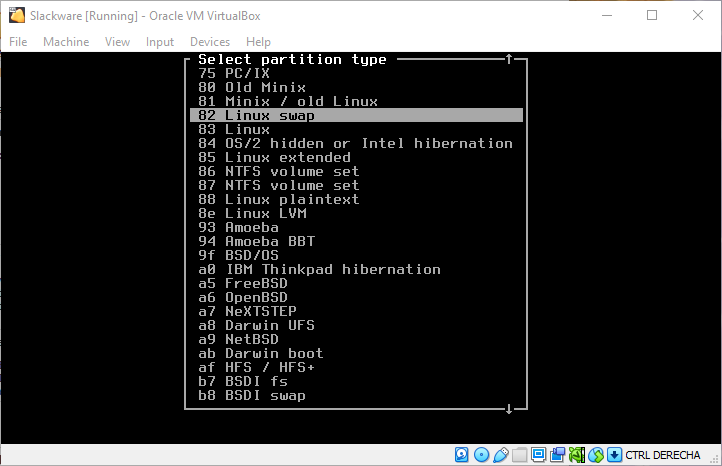 Slackware [Running] - Oracle VM VirtualBox
File Machine View Input Devices Help
Select partition type
75 PC/IX
80 Old Minix
81 Minix / old Linux
82 Linux swap
83 Linux
84 OS/2 hidden or Intel hibernation
85 Linux extended
86 NTFS volume set
87 NTFS volume set
88 Linux plaintext
8e Linux LVM
93 Amoeba
94 Amoeba BBT
9f BSD/OS
a0 IBM Thinkpad hibernation
a5 FreeBSD
a6 OpenBSD
a7 NeXTSTEP
a8 Darwin UFS
a9 NetBSD
ab Darwin boot
af HFS / HFS+
b7 BSDI fs
b8 BSDI swap
CTRL DERECHA